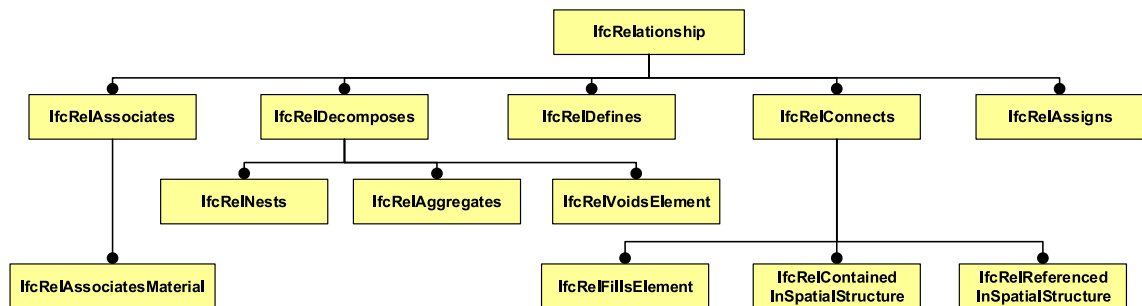 IfcRelationship
IfcRelAssociates
IfcRelDecomposes
IfcRelDefines
IfcRelConnects
IfcRelAssigns
IfcRelNests
IfcRelAggregates
IfcRelVoidsElement
IfcRelAssociatesMaterial
IfcRelFillsElement
IfcRelContained
InSpatialStructure
IfcRelReferenced
InSpatialStructure